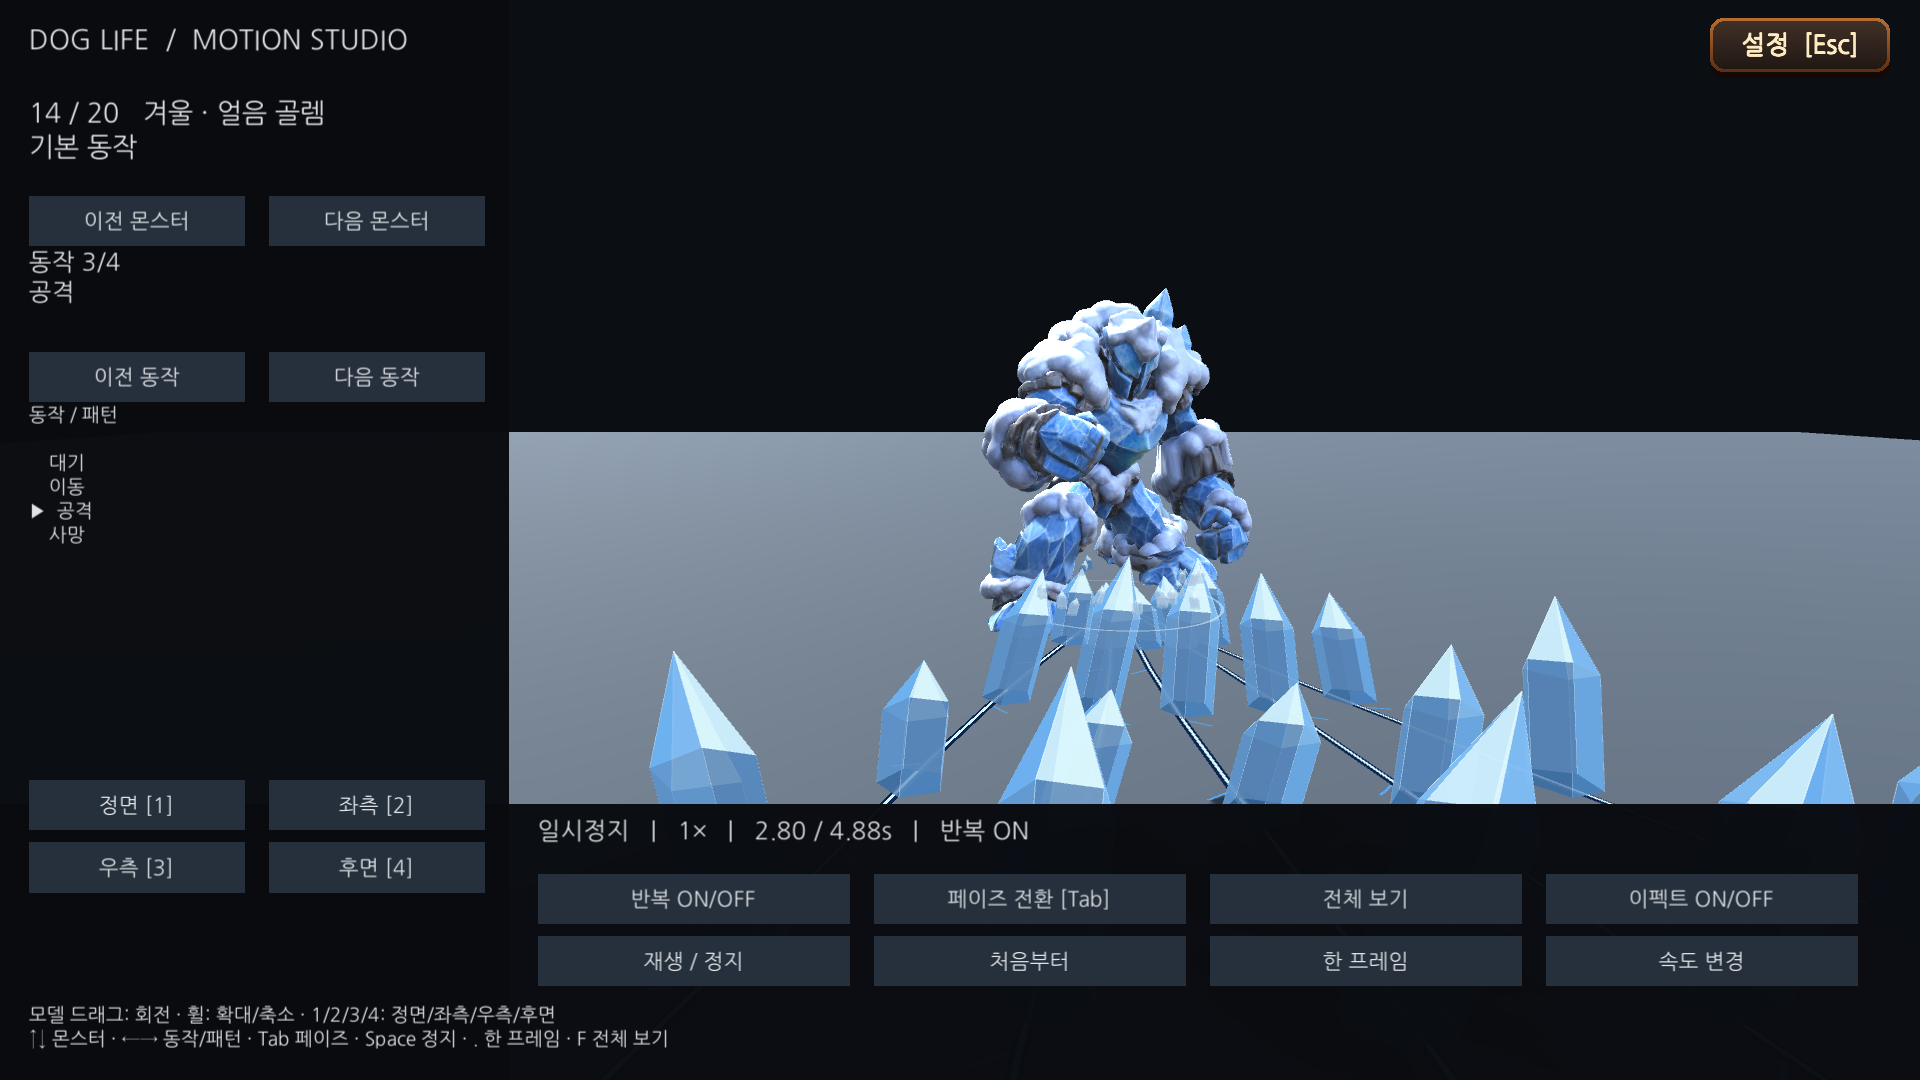 DOG LIFE / MOTION STUDIO
설정 [Esc]
14 / 20 겨울 · 얼음 골렘
기본 동작
이전 몬스터
다음 몬스터
동작 3/4
공격
이전 동작
다음 동작
동작 / 패턴
대기
이동
▶ 공격
사망
정면 [1]
좌측 [2]
우측 [3]
후면 [4]
일시정지 | 1× | 2.80 / 4.88s | 반복 ON
반복 ON/OFF
페이즈 전환 [Tab]
전체 보기
이펙트 ON/OFF
재생 / 정지
처음부터
한 프레임
속도 변경
모델 드래그: 회전 · 휠: 확대/축소 · 1/2/3/4: 정면/좌측/우측/후면
↑↓ 몬스터 · ←→ 동작/패턴 · Tab 페이즈 · Space 정지 · . 한 프레임 · F 전체 보기